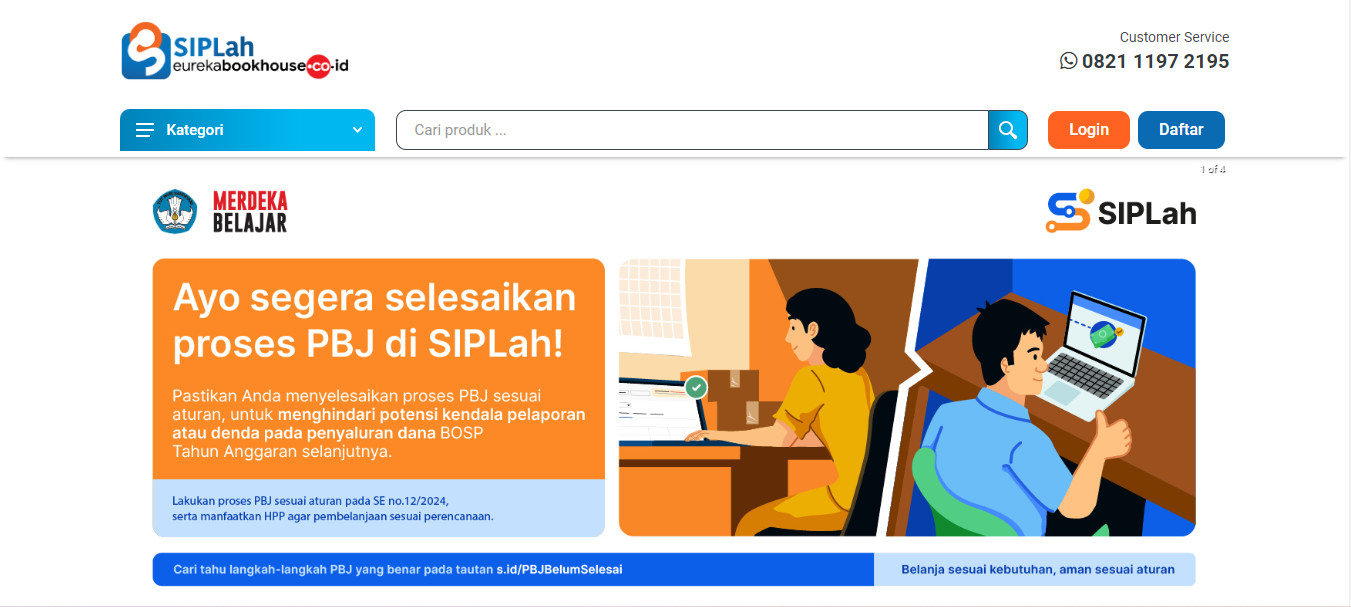 SIPLah
eurekabookhouse.co.id
Customer Service
0821 1197 2195
Kategori
Cari produk ...
Login
Daftar
1 of 4
MERDEKA
BELAJAR
SIPLah
Ayo segera selesaikan
proses PBJ di SIPLah!
Pastikan Anda menyelesaikan proses PBJ sesuai
aturan, untuk menghindari potensi kendala pelaporan
atau denda pada penyaluran dana BOSP
Tahun Anggaran selanjutnya.
Lakukan proses PBJ sesuai aturan pada SE no.12/2024,
serta manfaatkan HPP agar pembelanjaan sesuai perencanaan.
Cari tahu langkah-langkah PBJ yang benar pada tautan s.id/PBJBelumSelesai
Belanja sesuai kebutuhan, aman sesuai aturan